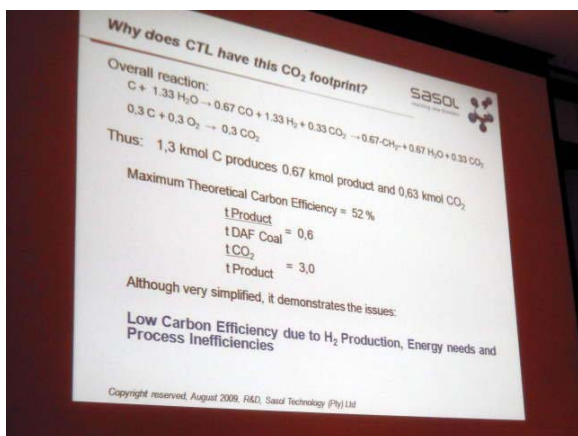 Why does CTL have this CO₂ footprint?
sasol
reaching new frontiers
Overall reaction:
C + 1.33 H₂O → 0.67 CO + 1.33 H₂ + 0.33 CO₂ → 0.67-CH₂- + 0.67 H₂O + 0.33 CO₂
0,3 C + 0,3 O₂ → 0,3 CO₂
Thus: 1,3 kmol C produces 0.67 kmol product and 0,63 kmol CO₂
Maximum Theoretical Carbon Efficiency = 52 %
t Product
t DAF Coal = 0,6
t CO₂
t Product = 3,0
Although very simplified, it demonstrates the issues:
Low Carbon Efficiency due to H₂ Production, Energy needs and
Process Inefficiencies
Copyright reserved, August 2009, R&D, Sasol Technology (Pty) Ltd